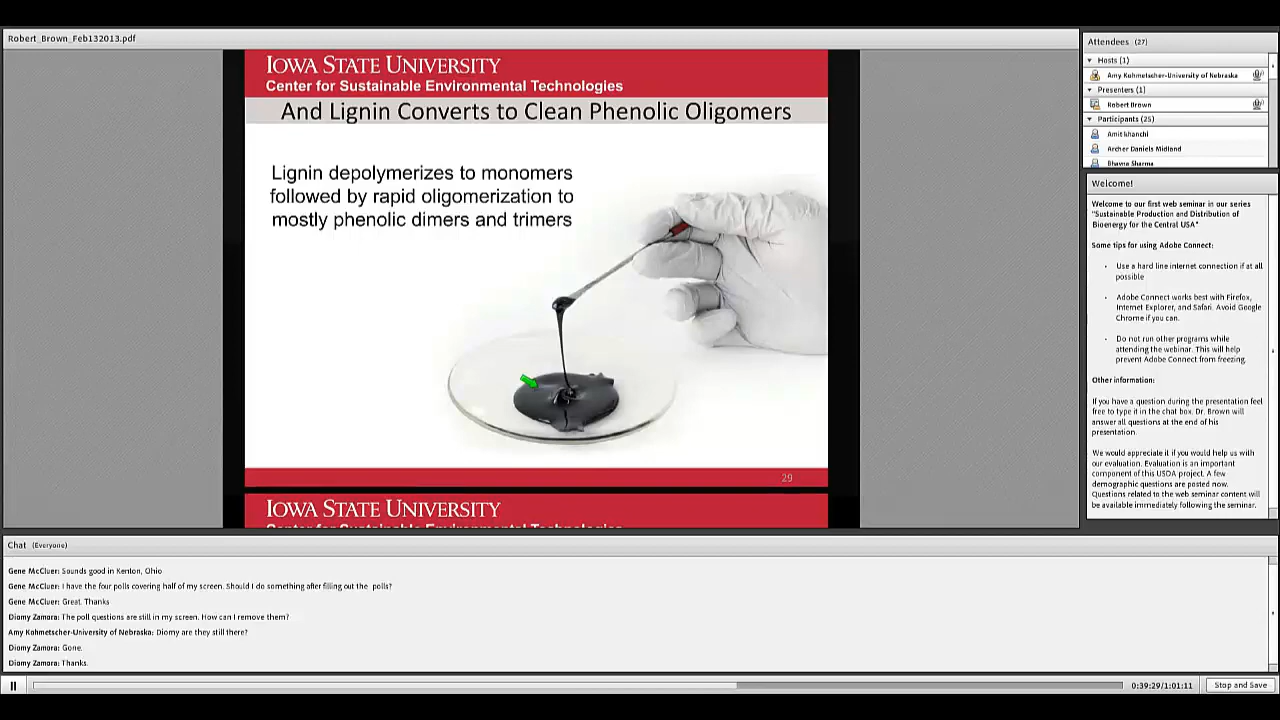 Robert_Brown_Feb132013.pdf
IOWA STATE UNIVERSITY
Center for Sustainable Environmental Technologies
And Lignin Converts to Clean Phenolic Oligomers
Lignin depolymerizes to monomers
followed by rapid oligomerization to
mostly phenolic dimers and trimers
29
IOWA STATE UNIVERSITY
Center for Sustainable Environmental Technologies
Attendees (27)
Hosts (1)
Amy Kohmetscher-University of Nebraska
Presenters (1)
Robert Brown
Participants (25)
Amit khanchi
Archer Daniels Midland
Bhavna Sharma
Welcome!
Welcome to our first web seminar in our series
"Sustainable Production and Distribution of
Bioenergy for the Central USA"
Some tips for using Adobe Connect:
• Use a hard line internet connection if at all
possible
• Adobe Connect works best with Firefox,
Internet Explorer, and Safari. Avoid Google
Chrome if you can.
• Do not run other programs while
attending the webinar. This will help
prevent Adobe Connect from freezing.
Other information:
If you have a question during the presentation feel
free to type it in the chat box. Dr. Brown will
answer all questions at the end of his
presentation.
We would appreciate it if you would help us with
our evaluation. Evaluation is an important
component of this USDA project. A few
demographic questions are posted now.
Questions related to the web seminar content will
be available immediately following the seminar.
Chat (Everyone)
Gene McCluer: Sounds good in Kenton, Ohio
Gene McCluer: I have the four polls covering half of my screen. Should I do something after filling out the polls?
Gene McCluer: Great. Thanks
Diomy Zamora: The poll questions are still in my screen. How can I remove them?
Amy Kohmetscher-University of Nebraska: Diomy are they still there?
Diomy Zamora: Gone.
Diomy Zamora: Thanks.
0:39:29/1:01:11
Stop and Save